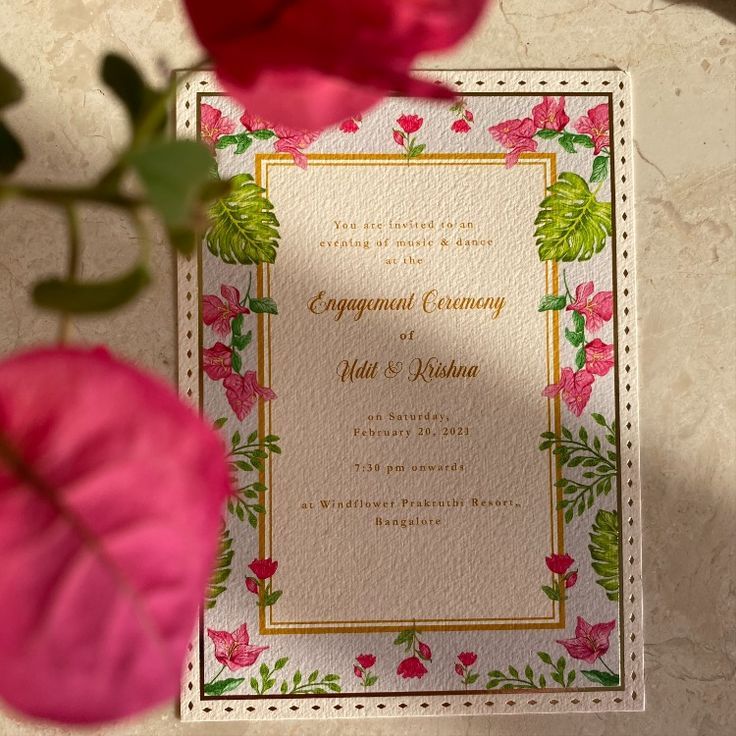 You are invited to an
evening of music & dance
at the
Engagement Ceremony
of
Udit & Krishna
on Saturday,
February 20, 2021
7:30 pm onwards
at Windflower Prakruthi Resort,,
Bangalore